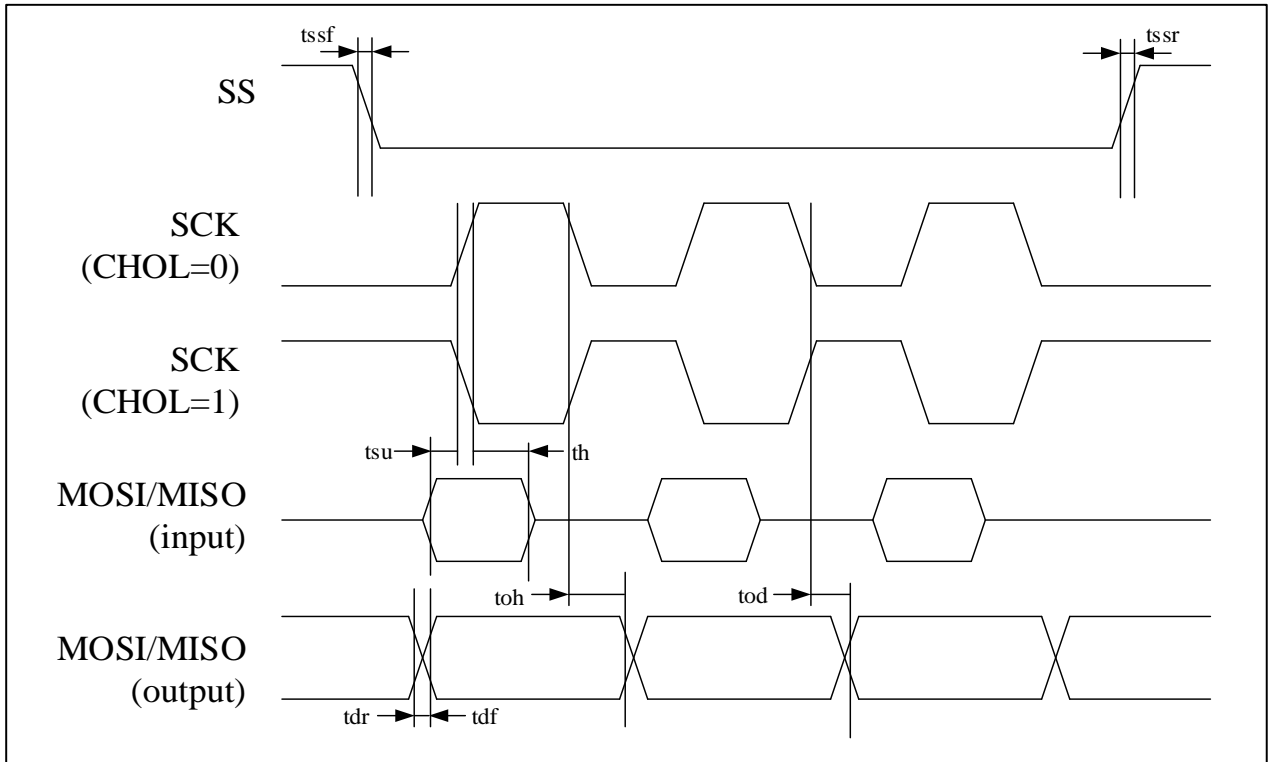 tssf
tssr
SS
SCK
(CHOL=0)
SCK
(CHOL=1)
tsu
th
MOSI/MISO
(input)
toh
tod
MOSI/MISO
(output)
tdr
tdf